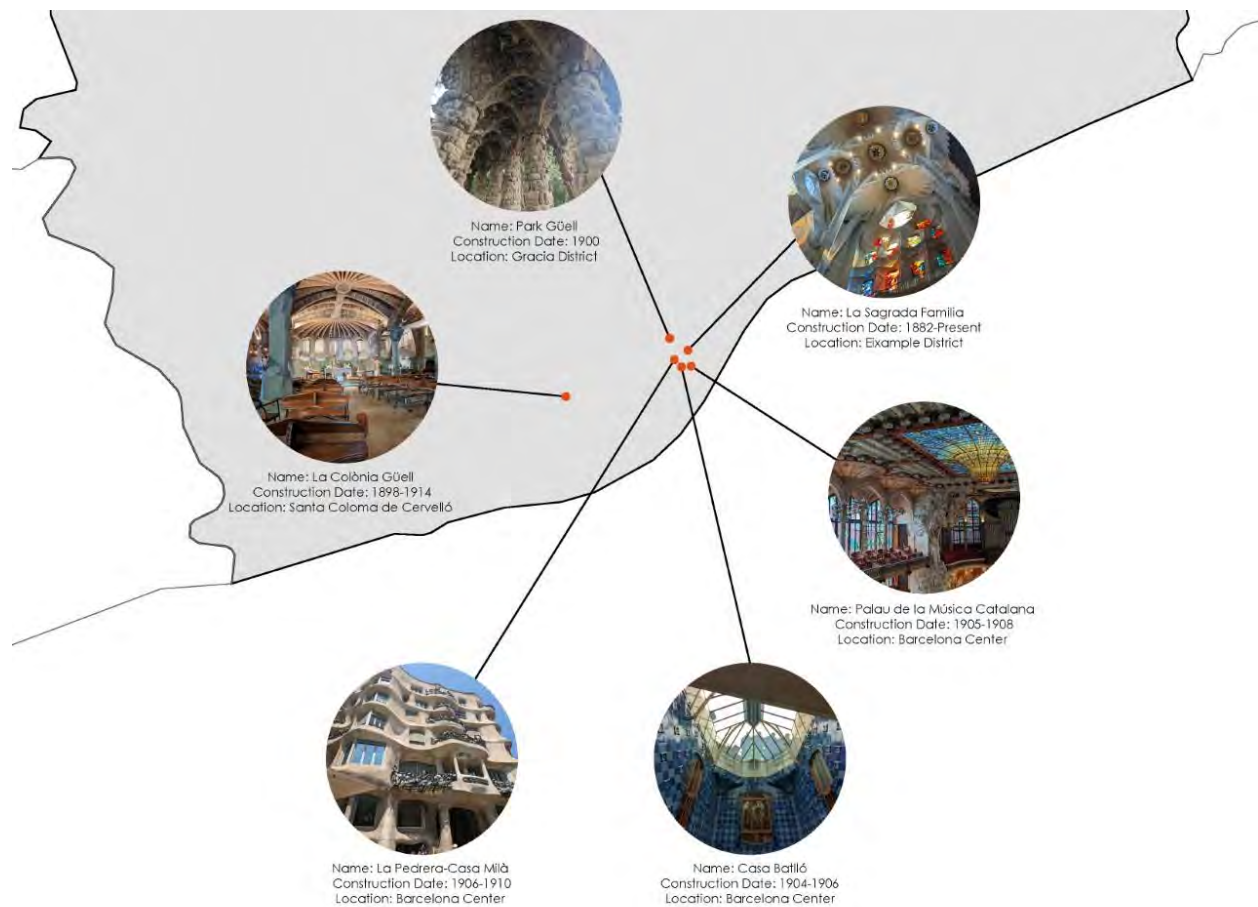 Name: Park Güell
Construction Date: 1900
Location: Gracia District
Name: La Sagrada Familia
Construction Date: 1882-Present
Location: Eixample District
Name: La Colònia Güell
Construction Date: 1898-1914
Location: Santa Coloma de Cervelló
Name: Palau de la Música Catalana
Construction Date: 1905-1908
Location: Barcelona Center
Name: La Pedrera-Casa Milà
Construction Date: 1906-1910
Location: Barcelona Center
Name: Casa Batlló
Construction Date: 1904-1906
Location: Barcelona Center